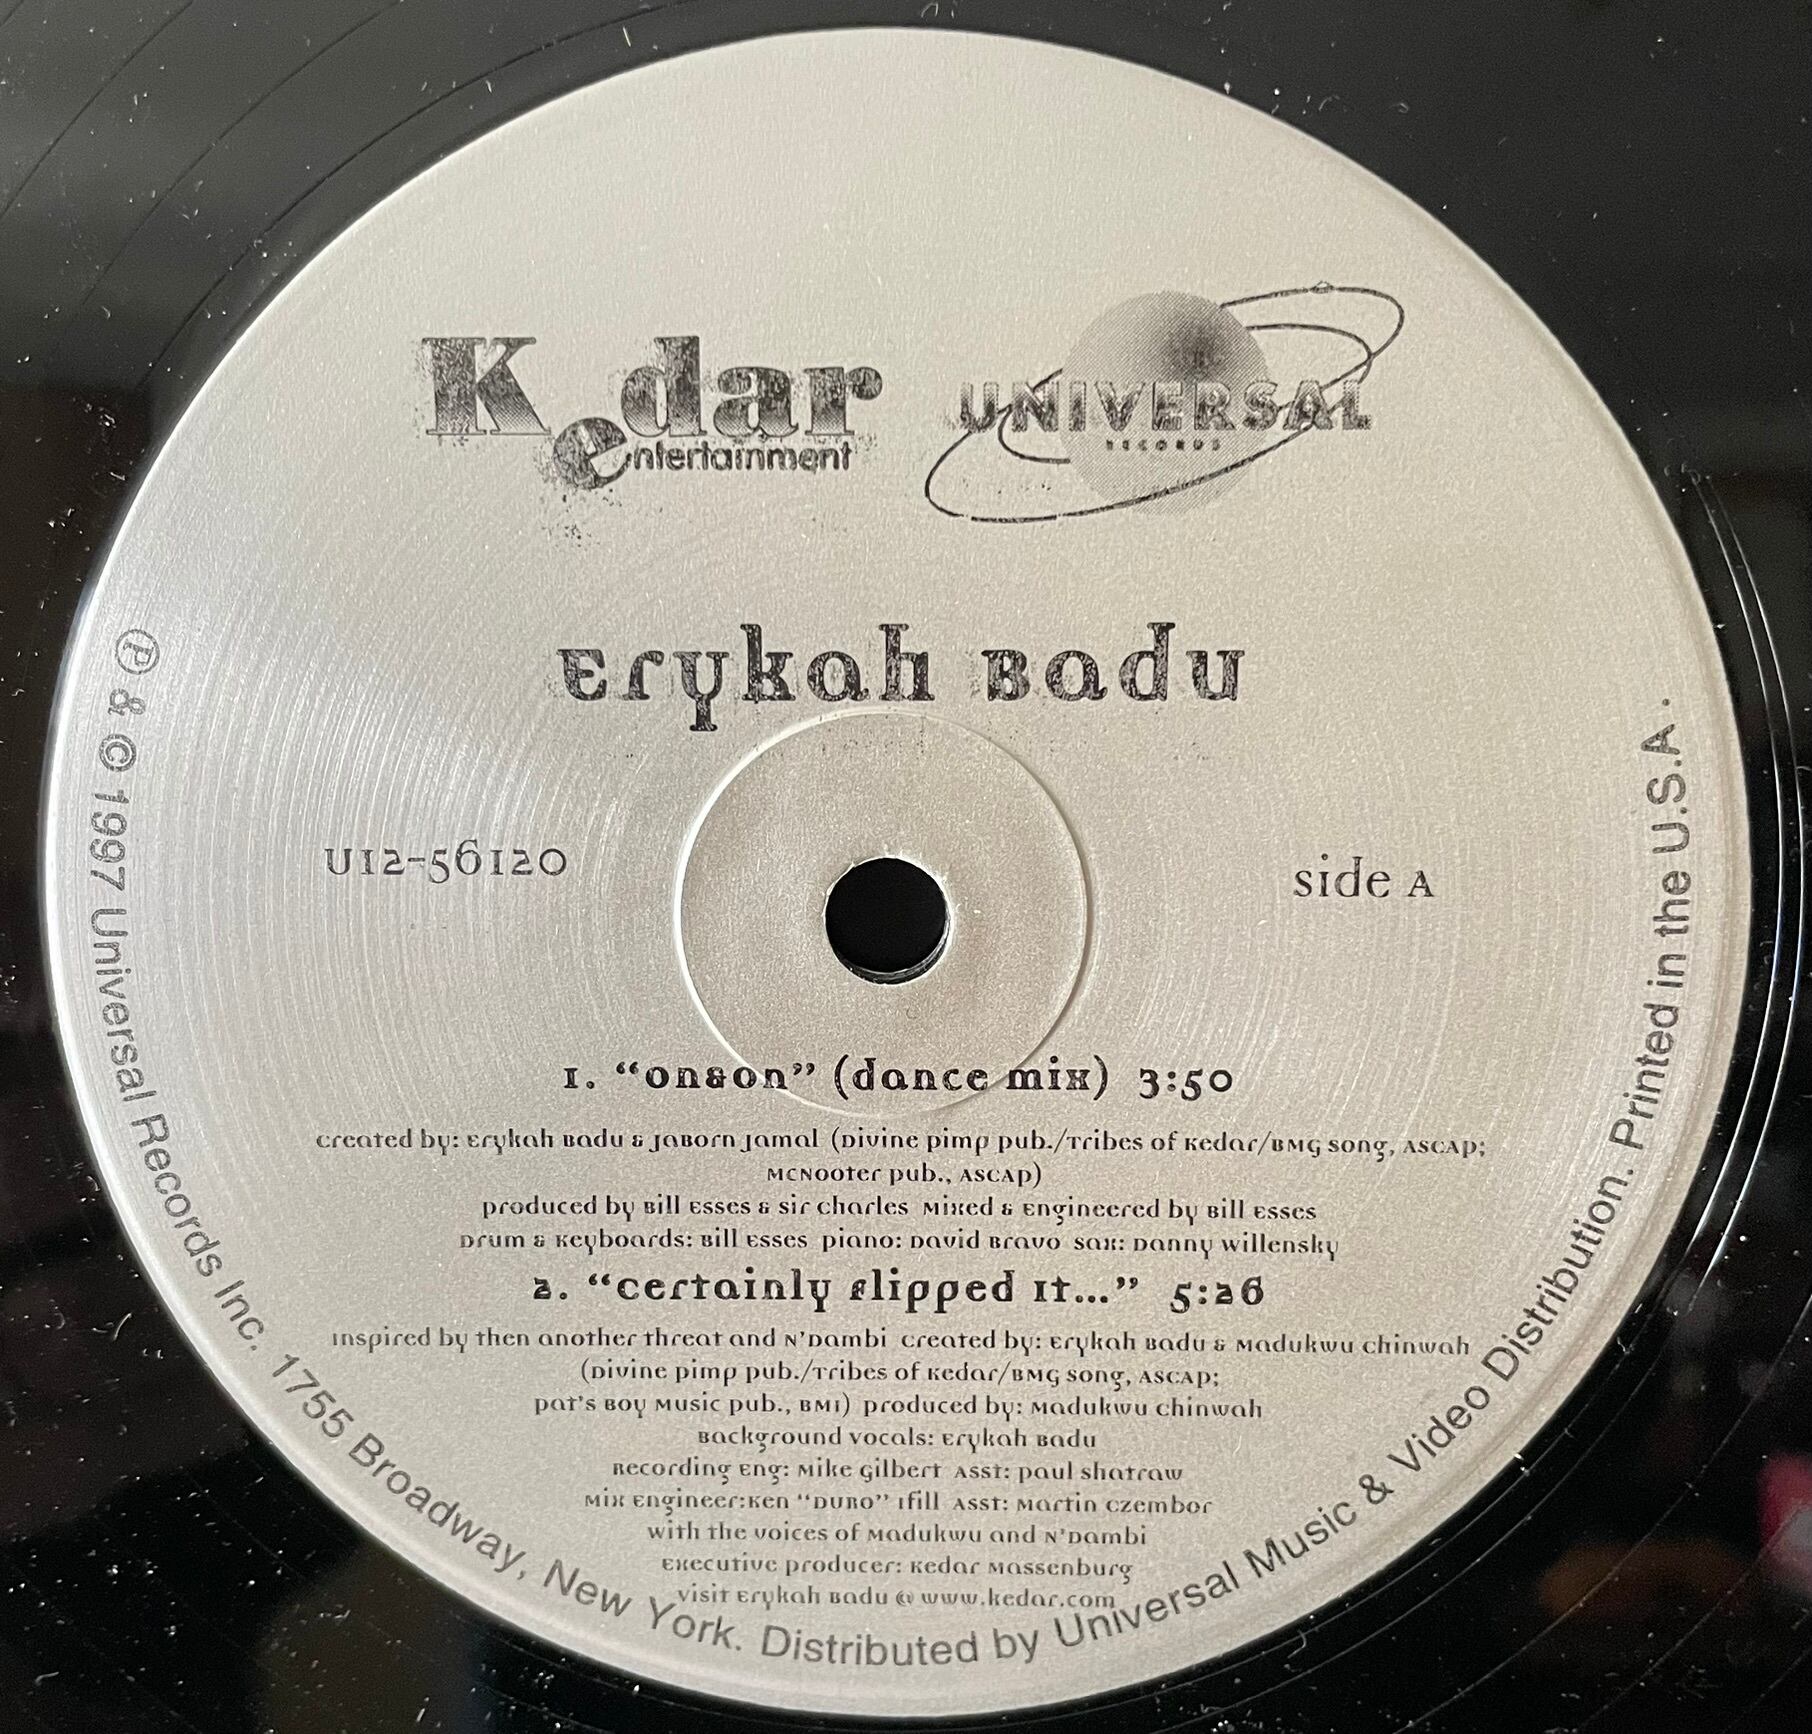 Kedar
entertainment
UNIVERSAL
RECORDS
Erykah Badu
U12-56120
side A
1. “on&on” (dance mix) 3:50
created by: Erykah Badu & JaBorn Jamal (Divine pimp pub./Tribes of Kedar/BMG song, ASCAP;
McNooter pub., ASCAP)
produced by Bill Esses & sir charles Mixed & Engineered by Bill Esses
Drum & Keyboards: Bill Esses piano: David Bravo sax: Danny willensky
2. “certainly flipped it...” 5:26
Inspired by then another threat and N'Dambi created by: Erykah Badu & Madukwu chinwah
(Divine pimp pub./Tribes of Kedar/BMG song, ASCAP;
pat's Boy Music pub., BMI) produced by: Madukwu chinwah
Background vocals: Erykah Badu
Recording Eng: Mike Gilbert Asst: paul shatraw
Mix Engineer:Ken “DURO” Ifill Asst: Martin czembor
with the voices of Madukwu and N'Dambi
Executive producer: Kedar Massenburg
visit Erykah Badu @ www.kedar.com
℗ & © 1997 Universal Records Inc. 1755 Broadway, New York. Distributed by Universal Music & Video Distribution. Printed in the U.S.A.